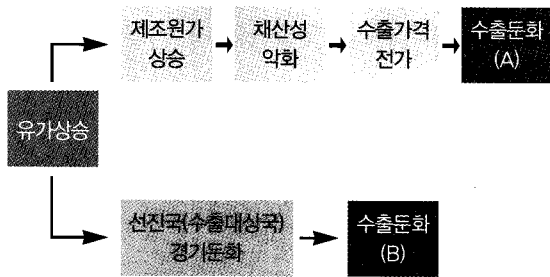 제조원가
상승
채산성
악화
수출가격
전가
수출둔화
(A)
유가상승
선진국(수출대상국)
경기둔화
수출둔화
(B)